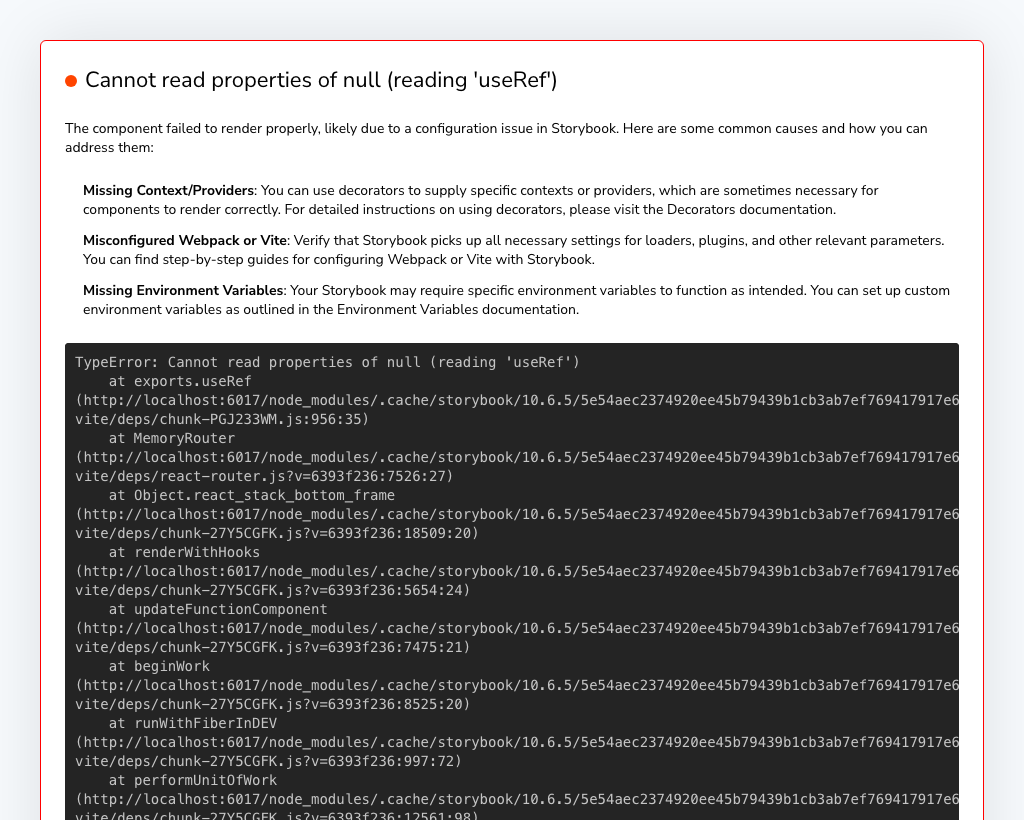 Cannot read properties of null (reading 'useRef')
The component failed to render properly, likely due to a configuration issue in Storybook. Here are some common causes and how you can
address them:
Missing Context/Providers: You can use decorators to supply specific contexts or providers, which are sometimes necessary for
components to render correctly. For detailed instructions on using decorators, please visit the Decorators documentation.
Misconfigured Webpack or Vite: Verify that Storybook picks up all necessary settings for loaders, plugins, and other relevant parameters.
You can find step-by-step guides for configuring Webpack or Vite with Storybook.
Missing Environment Variables: Your Storybook may require specific environment variables to function as intended. You can set up custom
environment variables as outlined in the Environment Variables documentation.
TypeError: Cannot read properties of null (reading 'useRef')
at exports.useRef
(http://localhost:6017/node_modules/.cache/storybook/10.6.5/5e54aec2374920ee45b79439b1cb3ab7ef769417917e6
vite/deps/chunk-PGJ233WM.js:956:35)
at MemoryRouter
(http://localhost:6017/node_modules/.cache/storybook/10.6.5/5e54aec2374920ee45b79439b1cb3ab7ef769417917e6
vite/deps/react-router.js?v=6393f236:7526:27)
at Object.react_stack_bottom_frame
(http://localhost:6017/node_modules/.cache/storybook/10.6.5/5e54aec2374920ee45b79439b1cb3ab7ef769417917e6
vite/deps/chunk-27Y5CGFK.js?v=6393f236:18509:20)
at renderWithHooks
(http://localhost:6017/node_modules/.cache/storybook/10.6.5/5e54aec2374920ee45b79439b1cb3ab7ef769417917e6
vite/deps/chunk-27Y5CGFK.js?v=6393f236:5654:24)
at updateFunctionComponent
(http://localhost:6017/node_modules/.cache/storybook/10.6.5/5e54aec2374920ee45b79439b1cb3ab7ef769417917e6
vite/deps/chunk-27Y5CGFK.js?v=6393f236:7475:21)
at beginWork
(http://localhost:6017/node_modules/.cache/storybook/10.6.5/5e54aec2374920ee45b79439b1cb3ab7ef769417917e6
vite/deps/chunk-27Y5CGFK.js?v=6393f236:8525:20)
at runWithFiberInDEV
(http://localhost:6017/node_modules/.cache/storybook/10.6.5/5e54aec2374920ee45b79439b1cb3ab7ef769417917e6
vite/deps/chunk-27Y5CGFK.js?v=6393f236:997:72)
at performUnitOfWork
(http://localhost:6017/node_modules/.cache/storybook/10.6.5/5e54aec2374920ee45b79439b1cb3ab7ef769417917e6
vite/deps/chunk-27Y5CGFK.js?v=6393f236:12561:98)